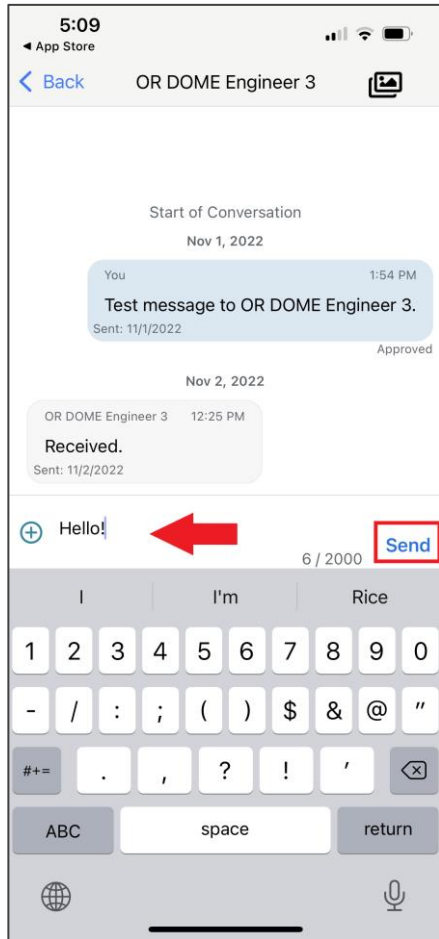 5:09
App Store
Back OR DOME Engineer 3
Start of Conversation
Nov 1, 2022
You 1:54 PM
Test message to OR DOME Engineer 3.
Sent: 11/1/2022
Approved
Nov 2, 2022
OR DOME Engineer 3 12:25 PM
Received.
Sent: 11/2/2022
Hello!
6 / 2000 Send
I I'm Rice
1 2 3 4 5 6 7 8 9 0
- / : ; ( ) $ & @ "
#+= . , ? ! '
ABC space return